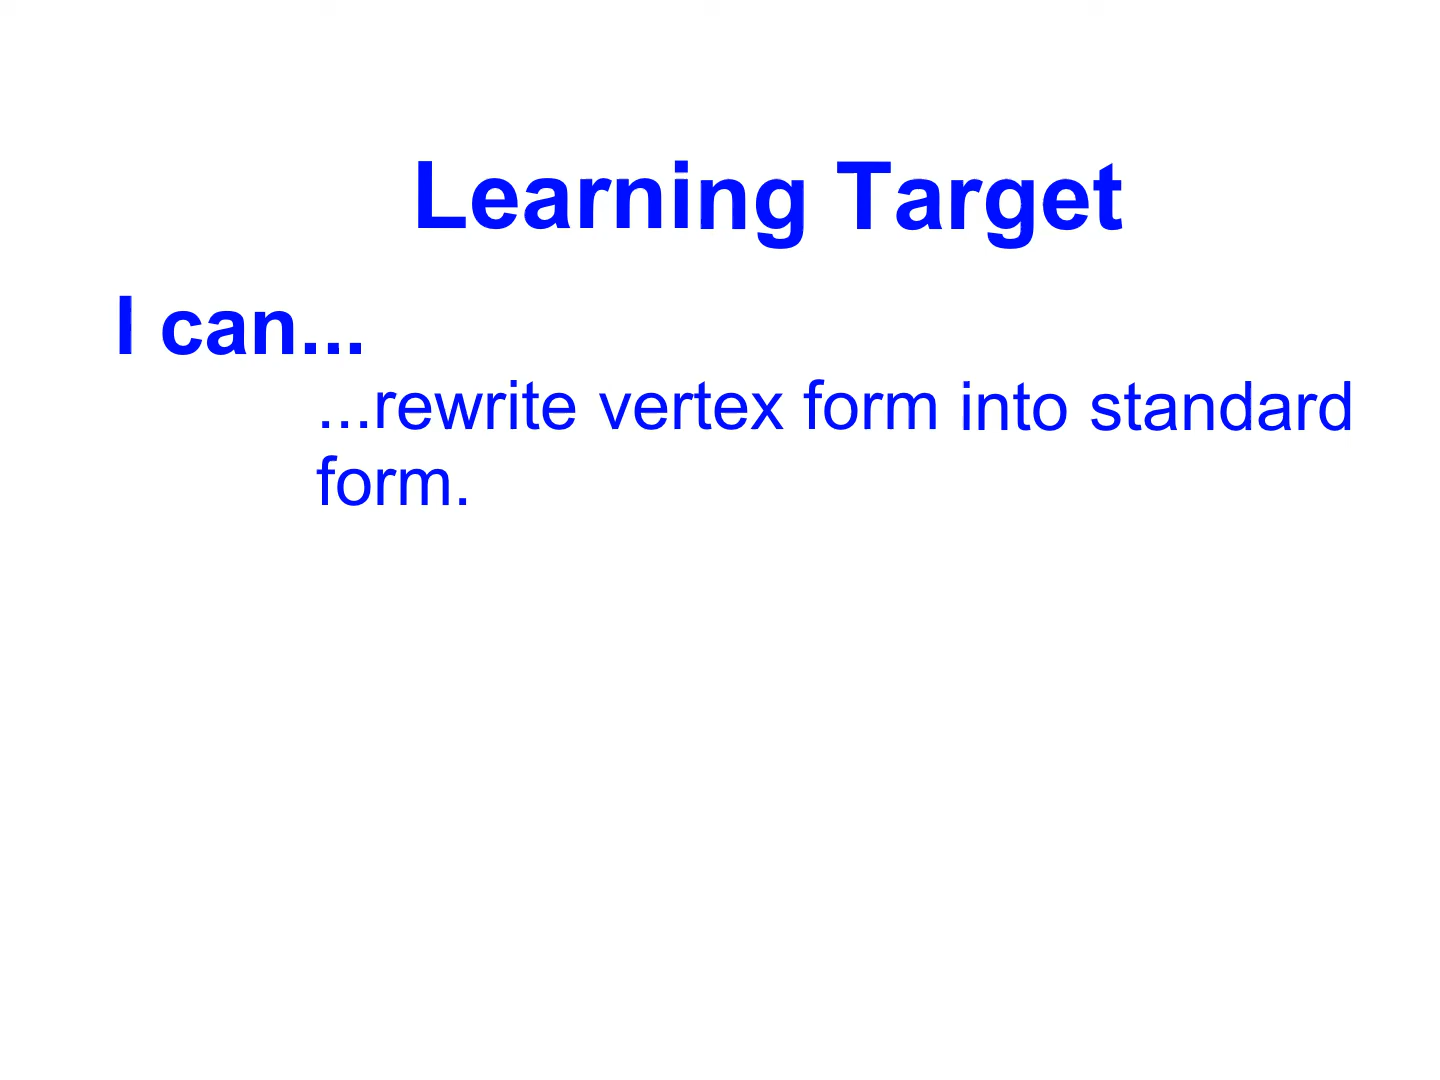 Learning Target
I can...
...rewrite vertex form into standard
form.